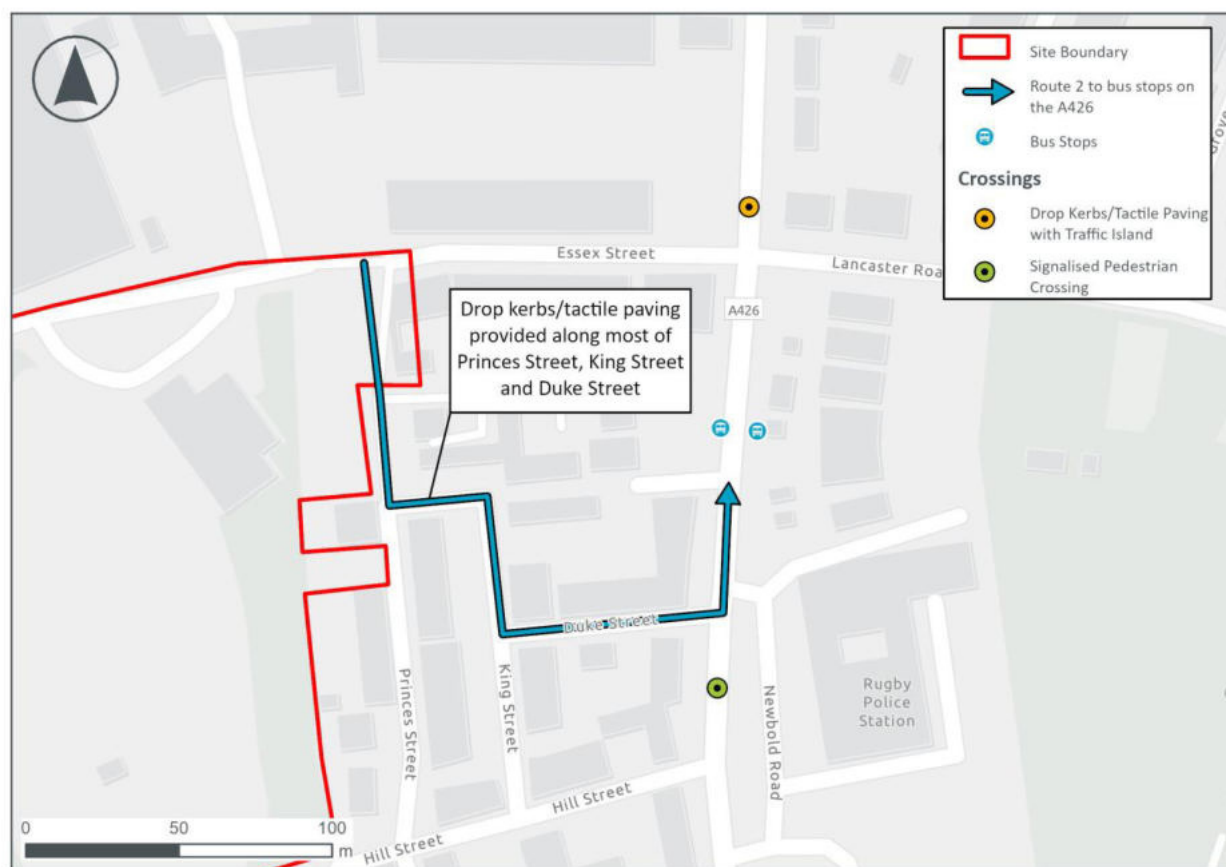 Site Boundary
Route 2 to bus stops on
the A426
Bus Stops
Crossings
Drop Kerbs/Tactile Paving
with Traffic Island
Signalised Pedestrian
Crossing
Grove
Essex Street
Lancaster Roa
A426
Drop kerbs/tactile paving
provided along most of
Princes Street, King Street
and Duke Street
Duke Street
Princes Street
King Street
Newbold Road
Rugby
Police
Station
Hill Street
Hill Street
0 50 100
m